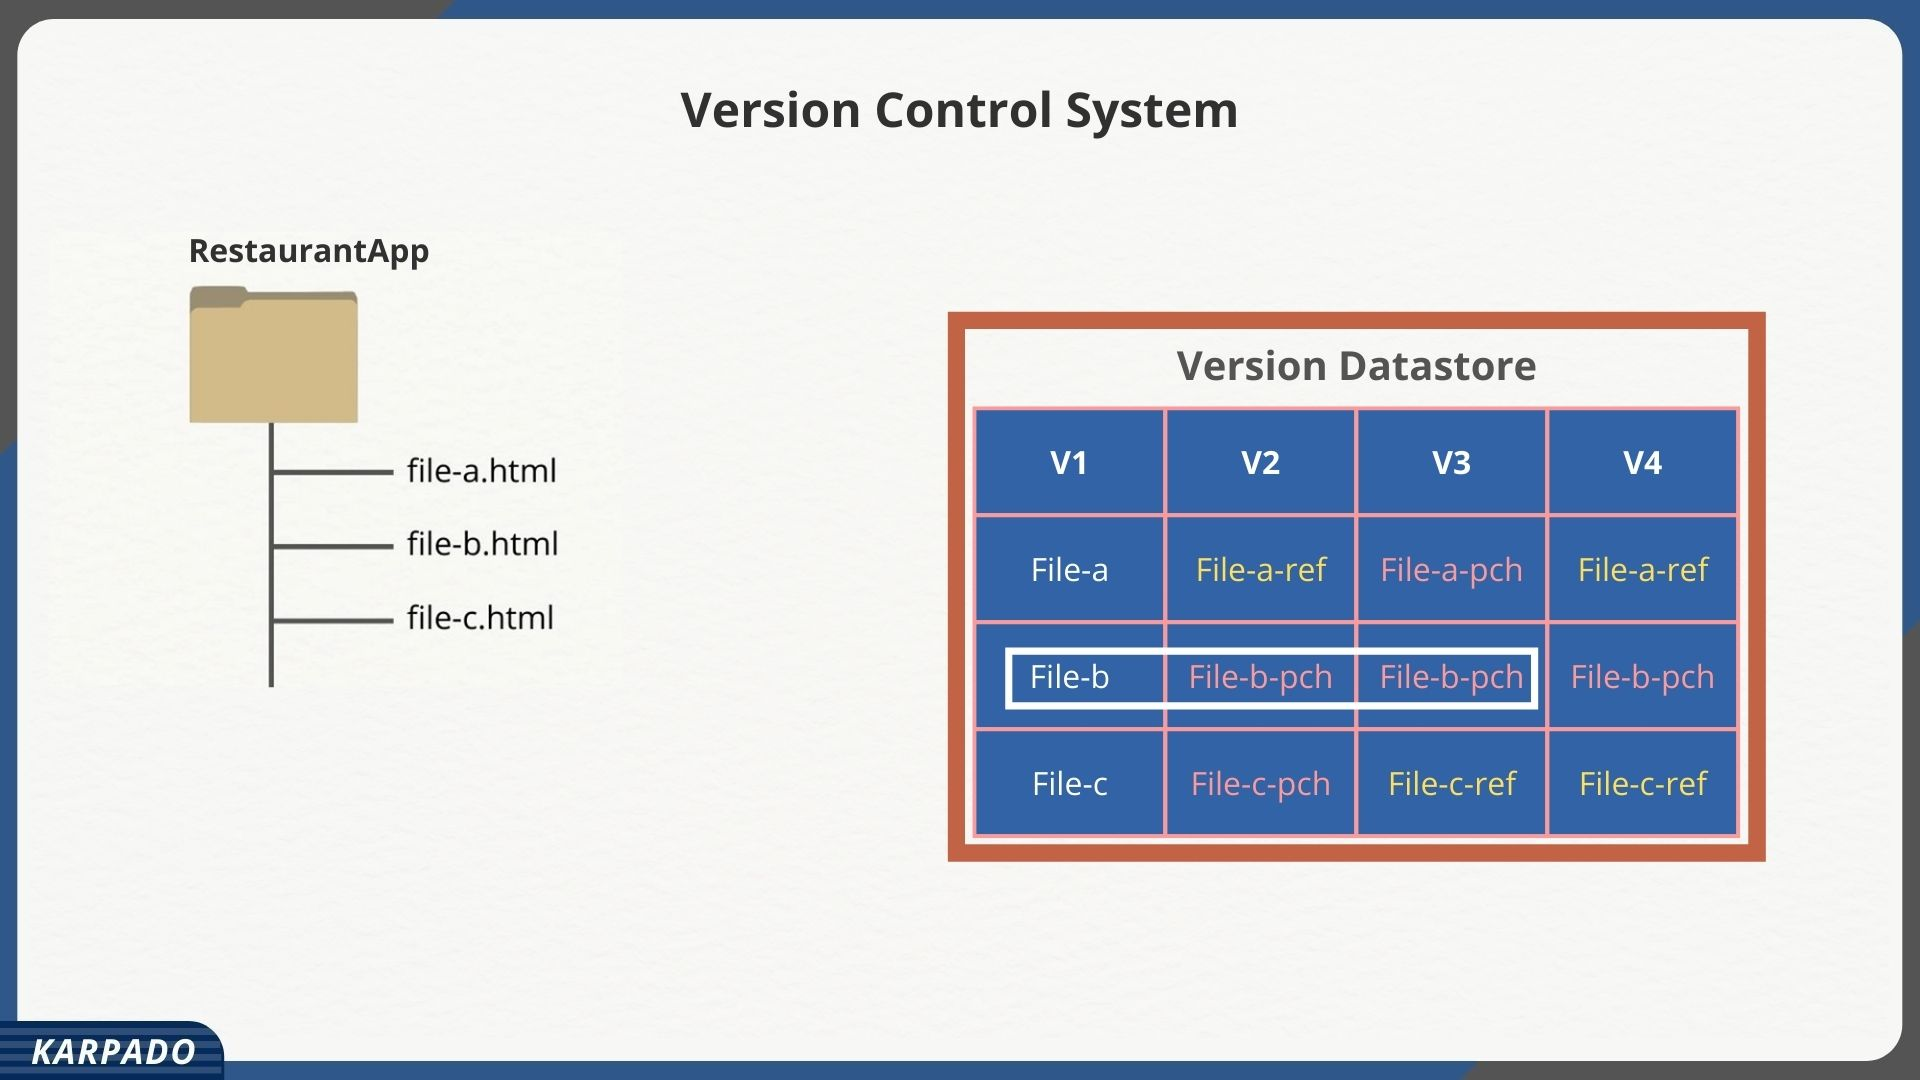 Version Control System
RestaurantApp
file-a.html
file-b.html
file-c.html
Version Datastore
V1 V2 V3 V4
File-a File-a-ref File-a-pch File-a-ref
File-b File-b-pch File-b-pch File-b-pch
File-c File-c-pch File-c-ref File-c-ref
KARPADO